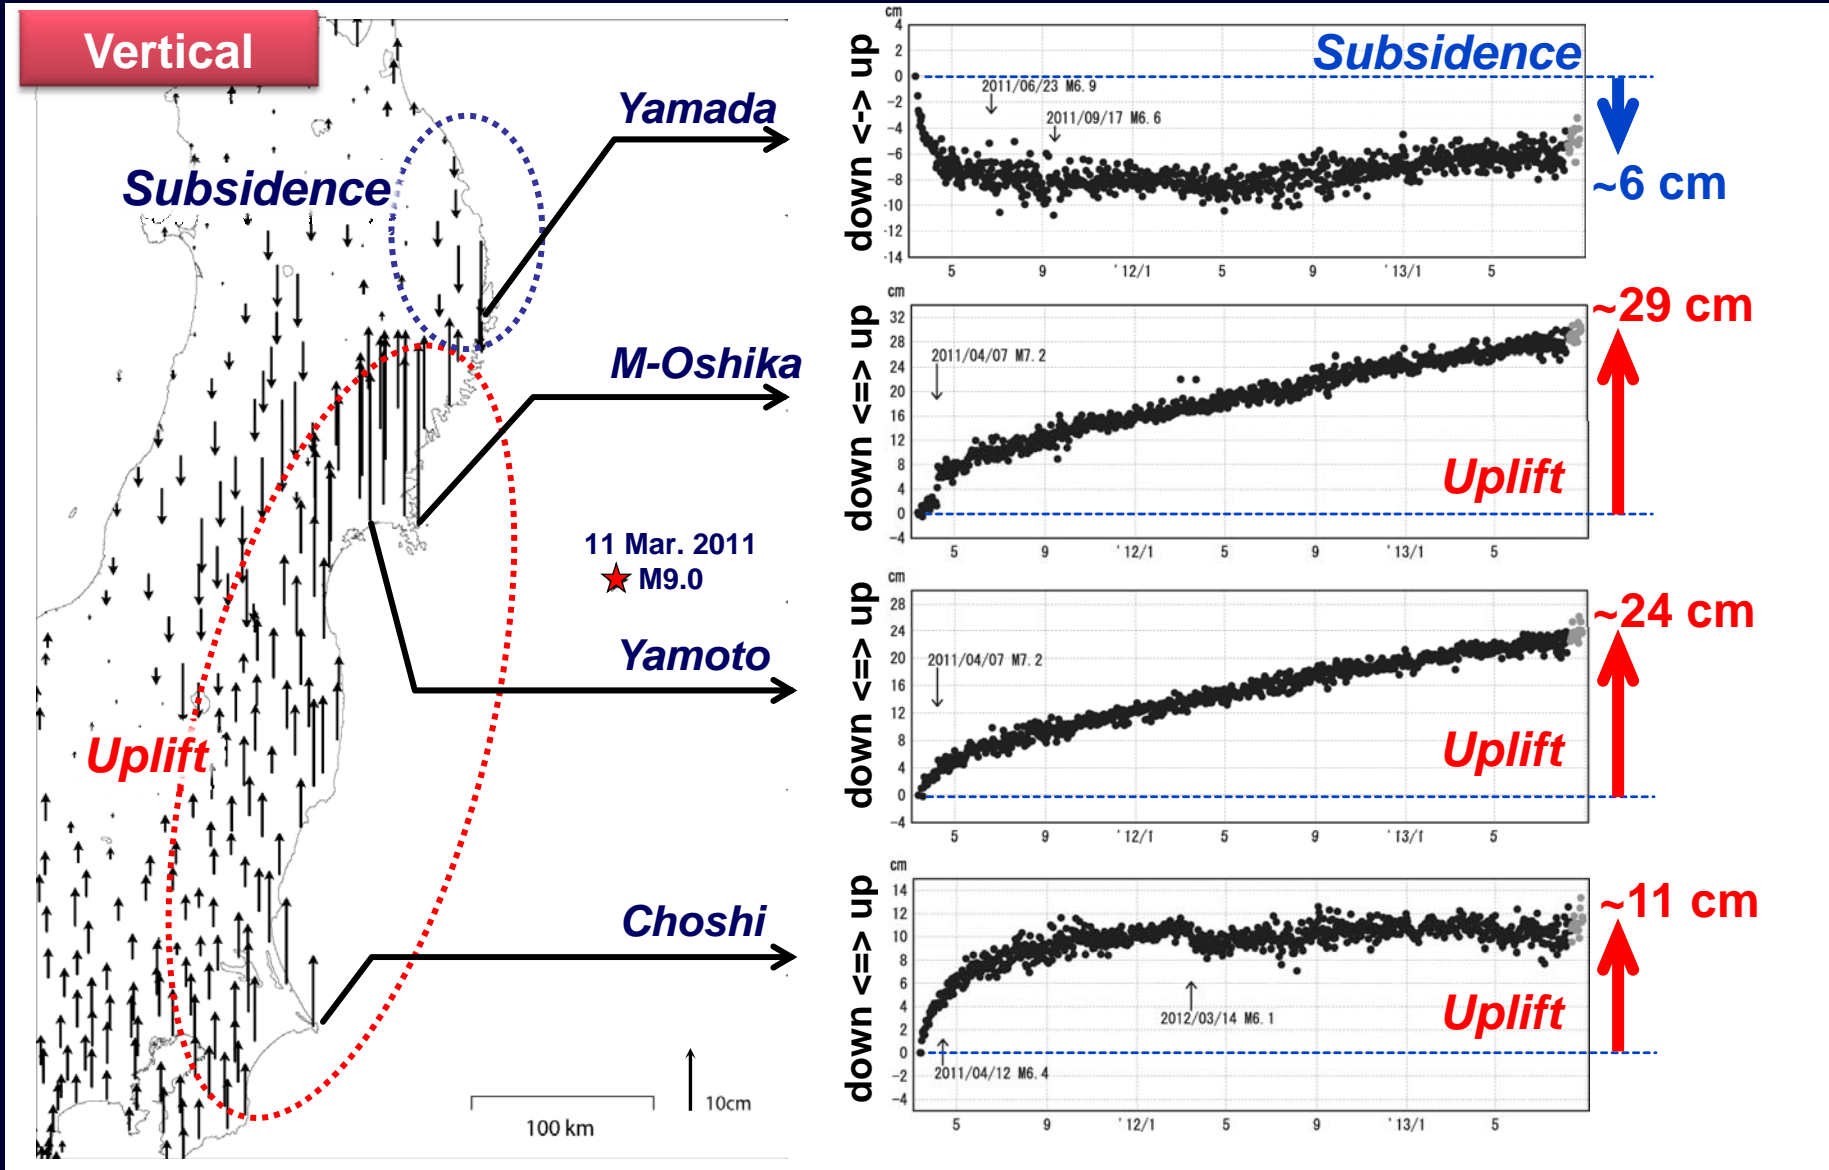 Vertical
Yamada
Subsidence
M-Oshika
11 Mar. 2011
M9.0
Yamoto
Uplift
Choshi
10cm
100 km
cm
Subsidence
down <-> up
4
2
0
-2
-4
-6
-8
-10
-12
-14
2011/06/23 M6.9
2011/09/17 M6.6
~6 cm
5 9 '12/1 5 9 '13/1 5
cm
down <=> up
32
28
24
20
16
12
8
4
0
-4
2011/04/07 M7.2
~29 cm
Uplift
5 9 '12/1 5 9 '13/1 5
cm
down <=> up
28
24
20
16
12
8
4
0
-4
2011/04/07 M7.2
~24 cm
Uplift
5 9 '12/1 5 9 '13/1 5
cm
down <=> up
14
12
10
8
6
4
2
0
-2
-4
2012/03/14 M6.1
2011/04/12 M6.4
~11 cm
Uplift
5 9 '12/1 5 9 '13/1 5